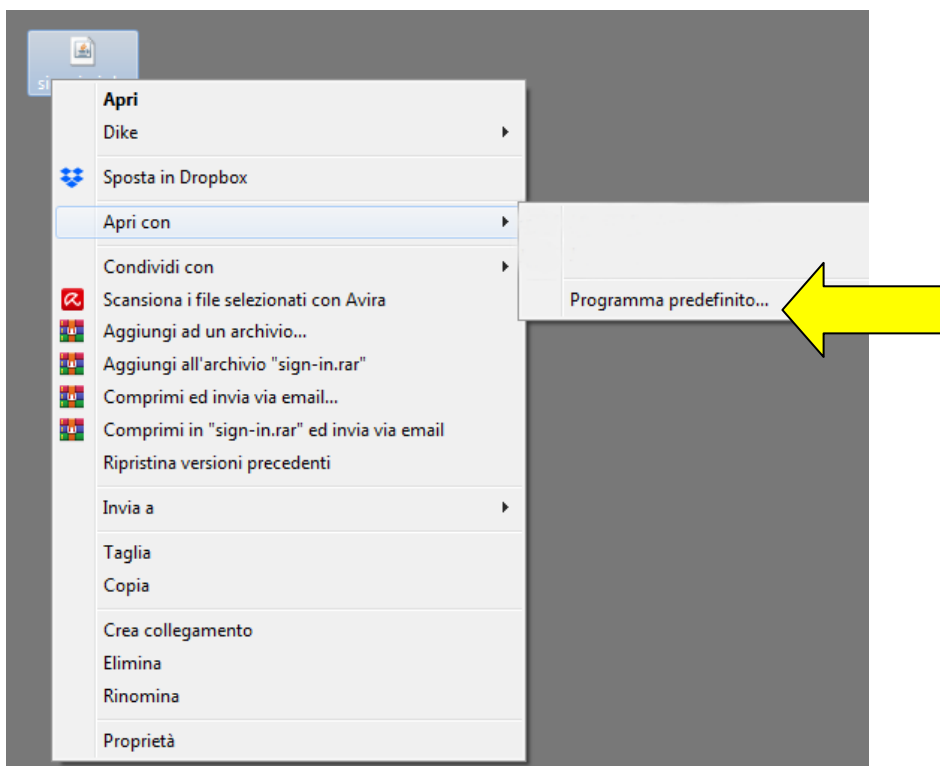 Apri
Dike
Sposta in Dropbox
Apri con
Programma predefinito...
Condividi con
Scansiona i file selezionati con Avira
Aggiungi ad un archivio...
Aggiungi all'archivio "sign-in.rar"
Comprimi ed invia via email...
Comprimi in "sign-in.rar" ed invia via email
Ripristina versioni precedenti
Invia a
Taglia
Copia
Crea collegamento
Elimina
Rinomina
Proprietà